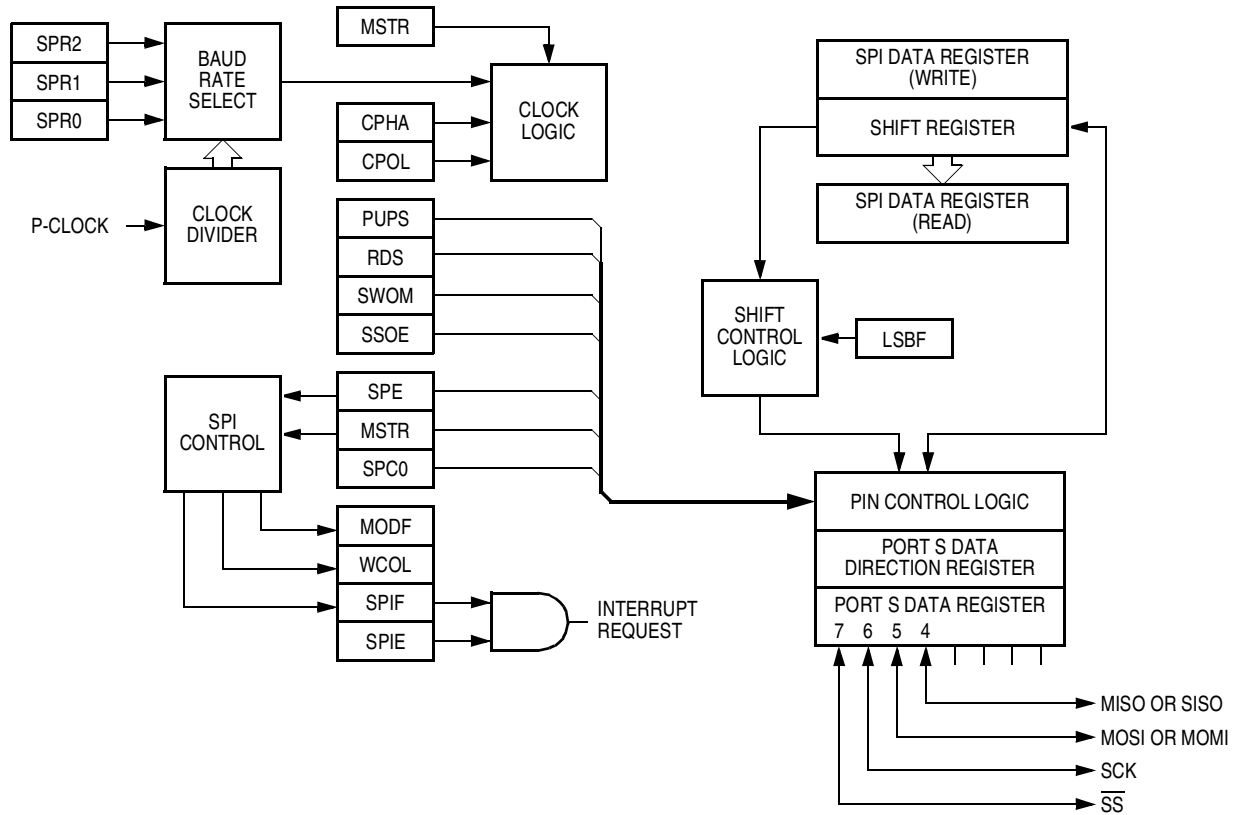 SPR2
SPR1
SPR0
BAUD
RATE
SELECT
MSTR
CPHA
CPOL
CLOCK
LOGIC
P-CLOCK
CLOCK
DIVIDER
PUPS
RDS
SWOM
SSOE
SPI
CONTROL
SPE
MSTR
SPC0
MODF
WCOL
SPIF
SPIE
INTERRUPT
REQUEST
SPI DATA REGISTER
(WRITE)
SHIFT REGISTER
SPI DATA REGISTER
(READ)
SHIFT
CONTROL
LOGIC
LSBF
PIN CONTROL LOGIC
PORT S DATA
DIRECTION REGISTER
PORT S DATA REGISTER
7 6 5 4
MISO OR SISO
MOSI OR MOMI
SCK
S̅S̅